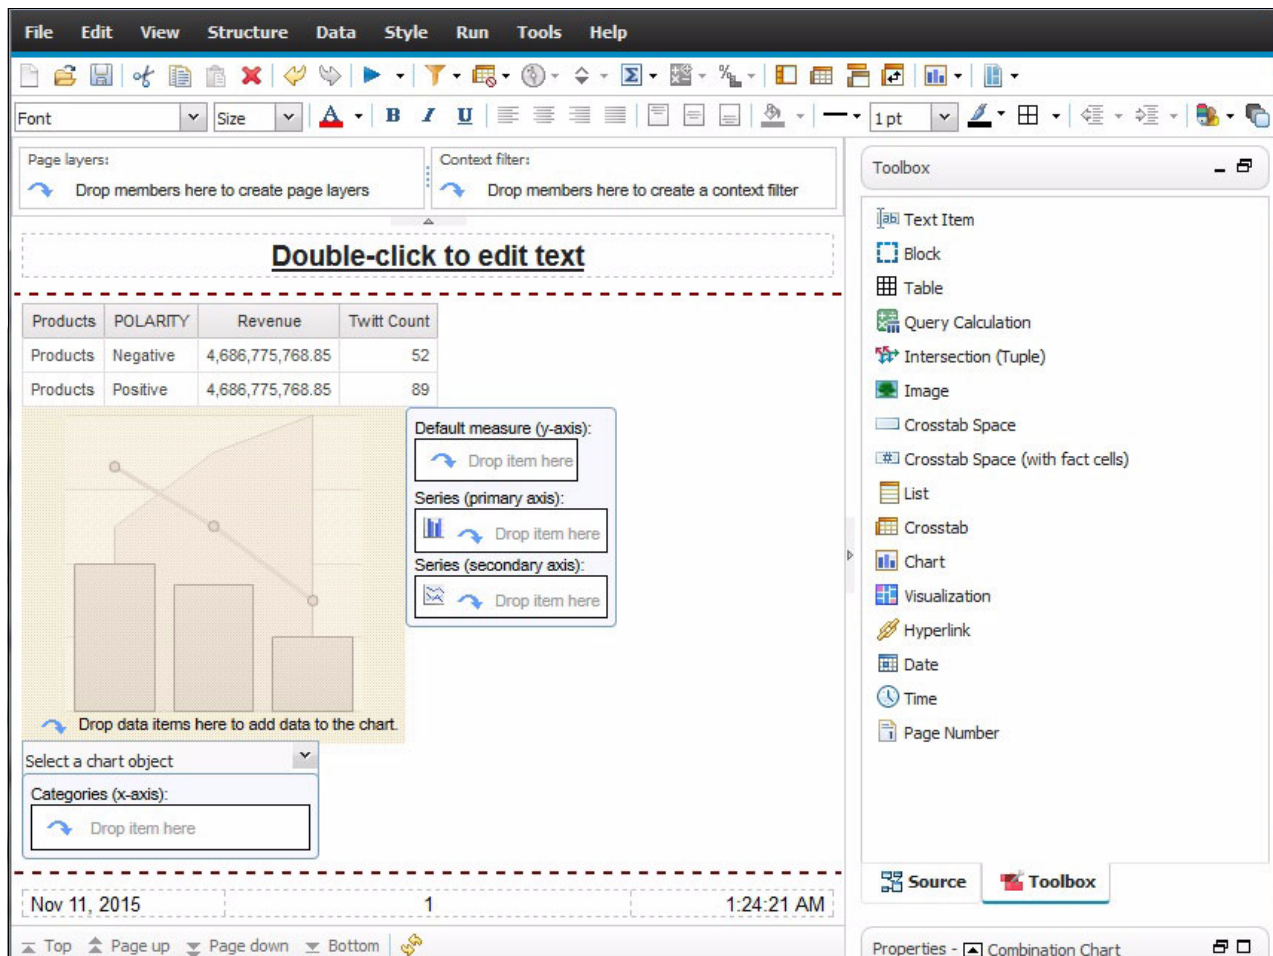 File Edit View Structure Data Style Run Tools Help
Font Size A B I U 1 pt
Page layers:
Drop members here to create page layers
Context filter:
Drop members here to create a context filter
Double-click to edit text
Products POLARITY Revenue Twitt Count
Products Negative 4,686,775,768.85 52
Products Positive 4,686,775,768.85 89
Default measure (y-axis):
Drop item here
Series (primary axis):
Drop item here
Series (secondary axis):
Drop item here
Drop data items here to add data to the chart.
Select a chart object
Categories (x-axis):
Drop item here
Nov 11, 2015 1 1:24:21 AM
Top Page up Page down Bottom
Toolbox
Text Item
Block
Table
Query Calculation
Intersection (Tuple)
Image
Crosstab Space
Crosstab Space (with fact cells)
List
Crosstab
Chart
Visualization
Hyperlink
Date
Time
Page Number
Source Toolbox
Properties - Combination Chart